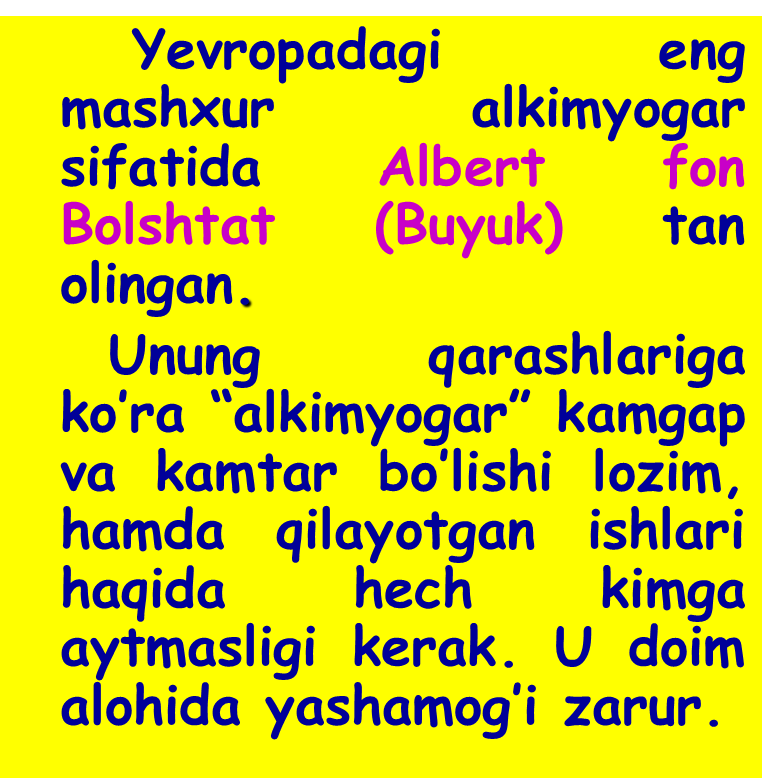 Yevropadagi eng
mashxur alkimyogar
sifatida Albert fon
Bolshtat (Buyuk) tan
olingan.
Unung qarashlariga
ko’ra “alkimyogar” kamgap
va kamtar bo’lishi lozim,
hamda qilayotgan ishlari
haqida hech kimga
aytmasligi kerak. U doim
alohida yashamog’i zarur.